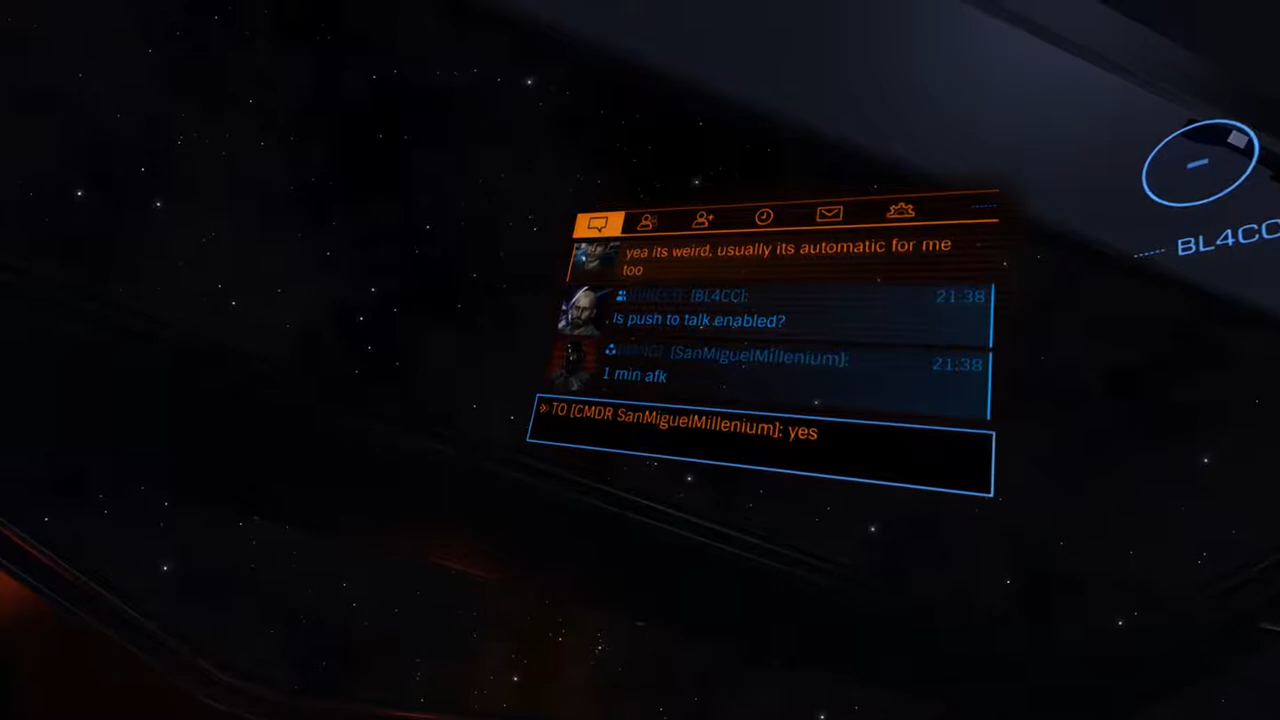 yea its weird, usually its automatic for me
too
[BL4CC]: 21:38
Is push to talk enabled?
[SanMiguelMillenium]: 21:38
1 min afk
TO [CMDR SanMiguelMillenium]: yes
BL4CC